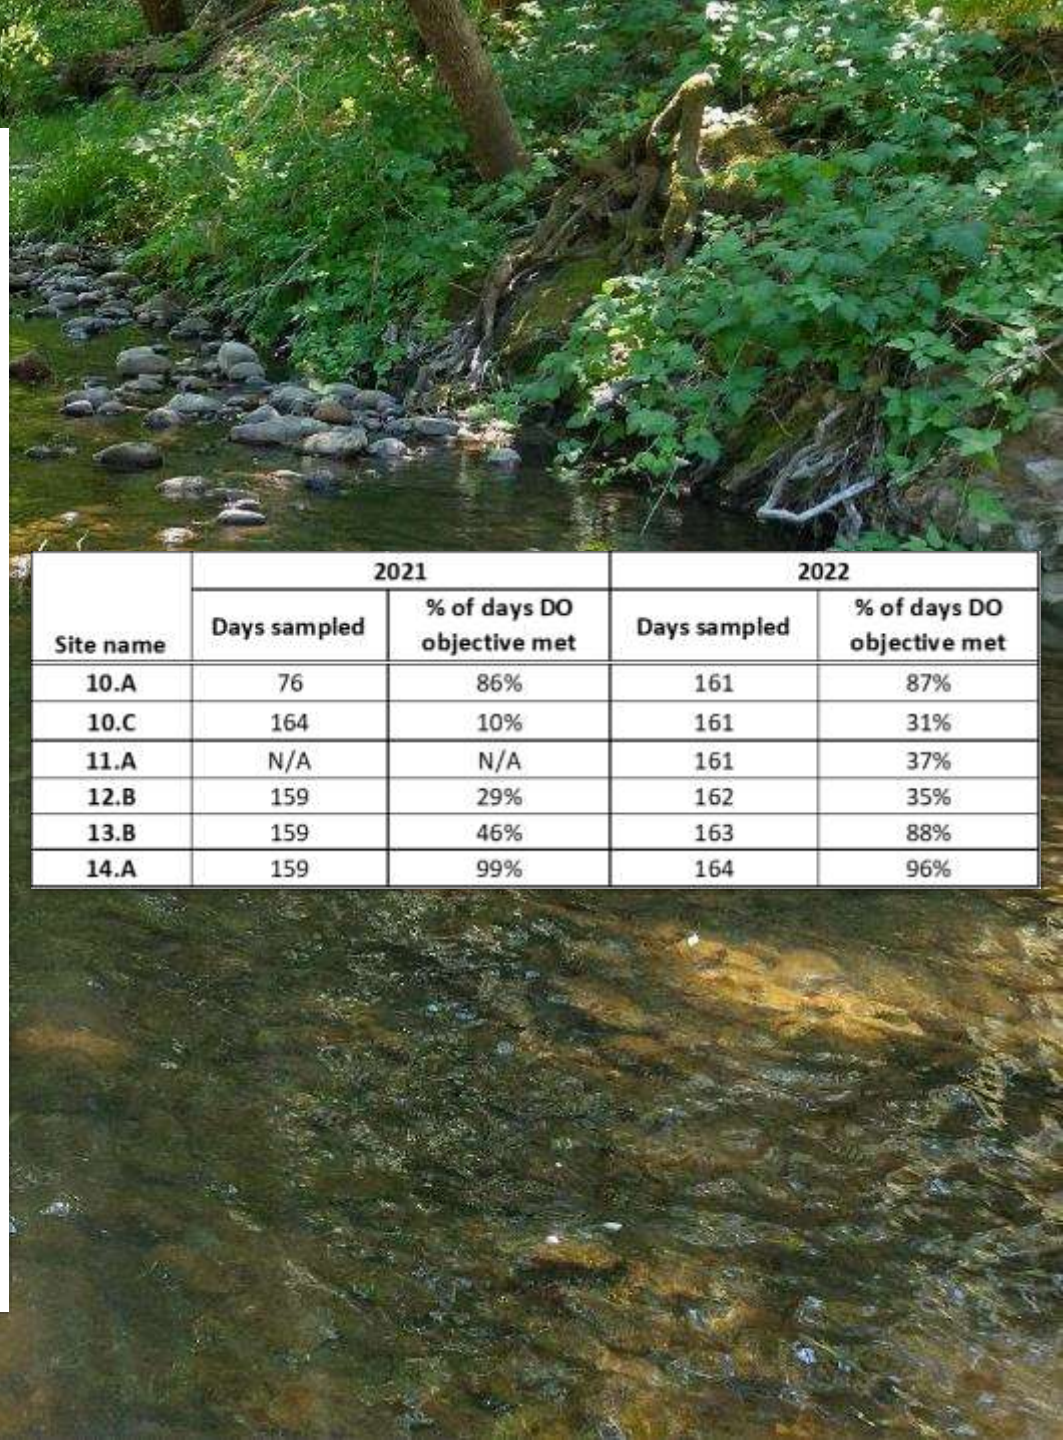 2021 2022
Site name Days sampled % of days DO objective met Days sampled % of days DO objective met
10.A 76 86% 161 87%
10.C 164 10% 161 31%
11.A N/A N/A 161 37%
12.B 159 29% 162 35%
13.B 159 46% 163 88%
14.A 159 99% 164 96%